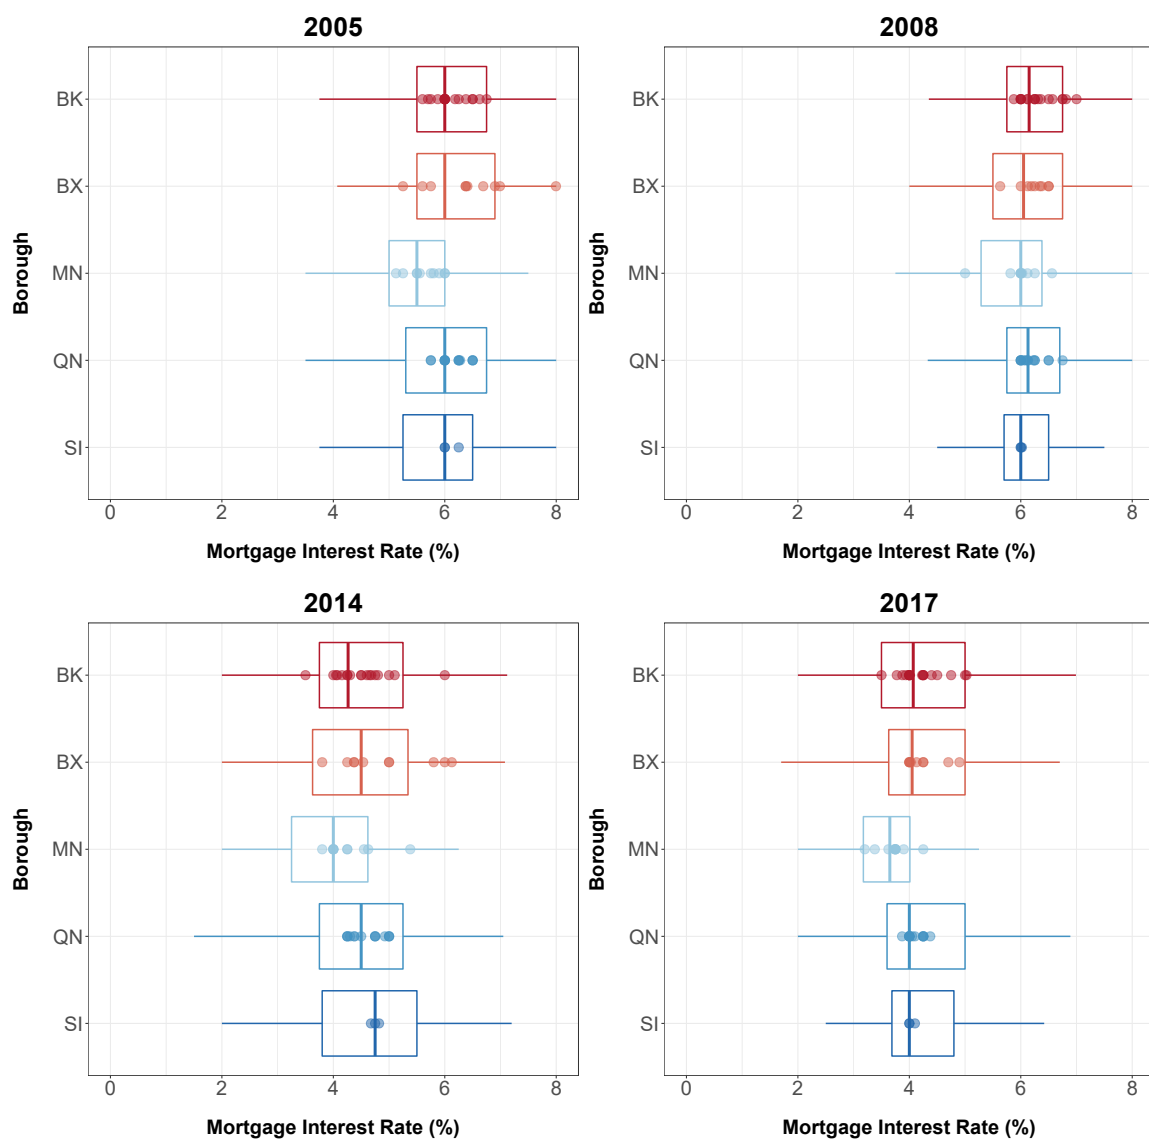 2005
2008
Borough
BK
BX
MN
QN
SI
0 2 4 6 8
Mortgage Interest Rate (%)
Borough
BK
BX
MN
QN
SI
0 2 4 6 8
Mortgage Interest Rate (%)
2014
2017
Borough
BK
BX
MN
QN
SI
0 2 4 6 8
Mortgage Interest Rate (%)
Borough
BK
BX
MN
QN
SI
0 2 4 6 8
Mortgage Interest Rate (%)